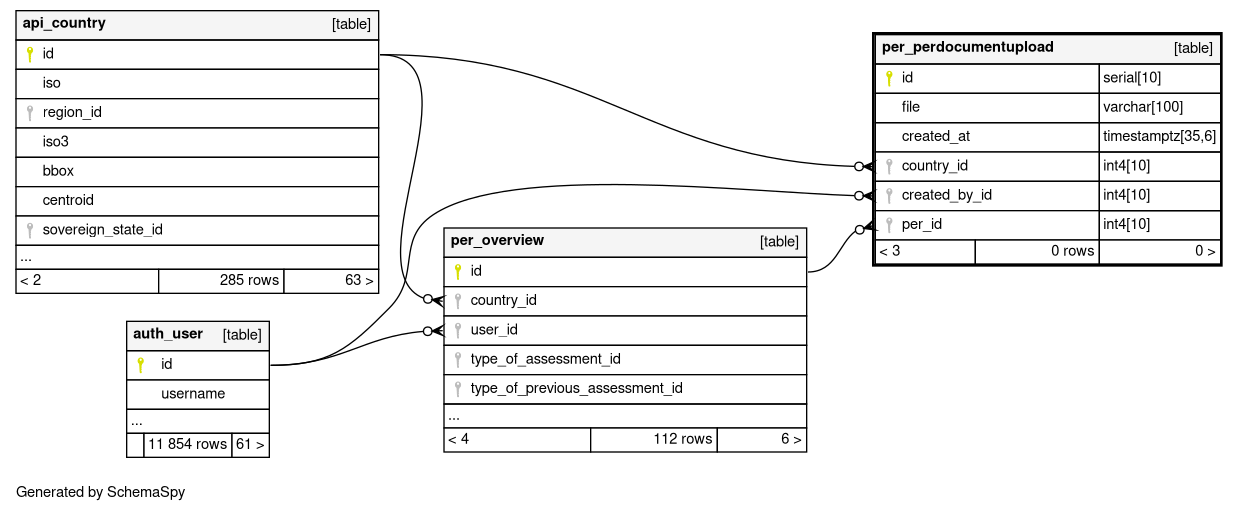 api_country [table]
id
iso
region_id
iso3
bbox
centroid
sovereign_state_id
...
< 2 285 rows 63 >
per_perdocumentupload [table]
id serial[10]
file varchar[100]
created_at timestamptz[35,6]
country_id int4[10]
created_by_id int4[10]
per_id int4[10]
< 3 0 rows 0 >
per_overview [table]
id
country_id
user_id
type_of_assessment_id
type_of_previous_assessment_id
...
< 4 112 rows 6 >
auth_user [table]
id
username
...
11 854 rows 61 >
Generated by SchemaSpy